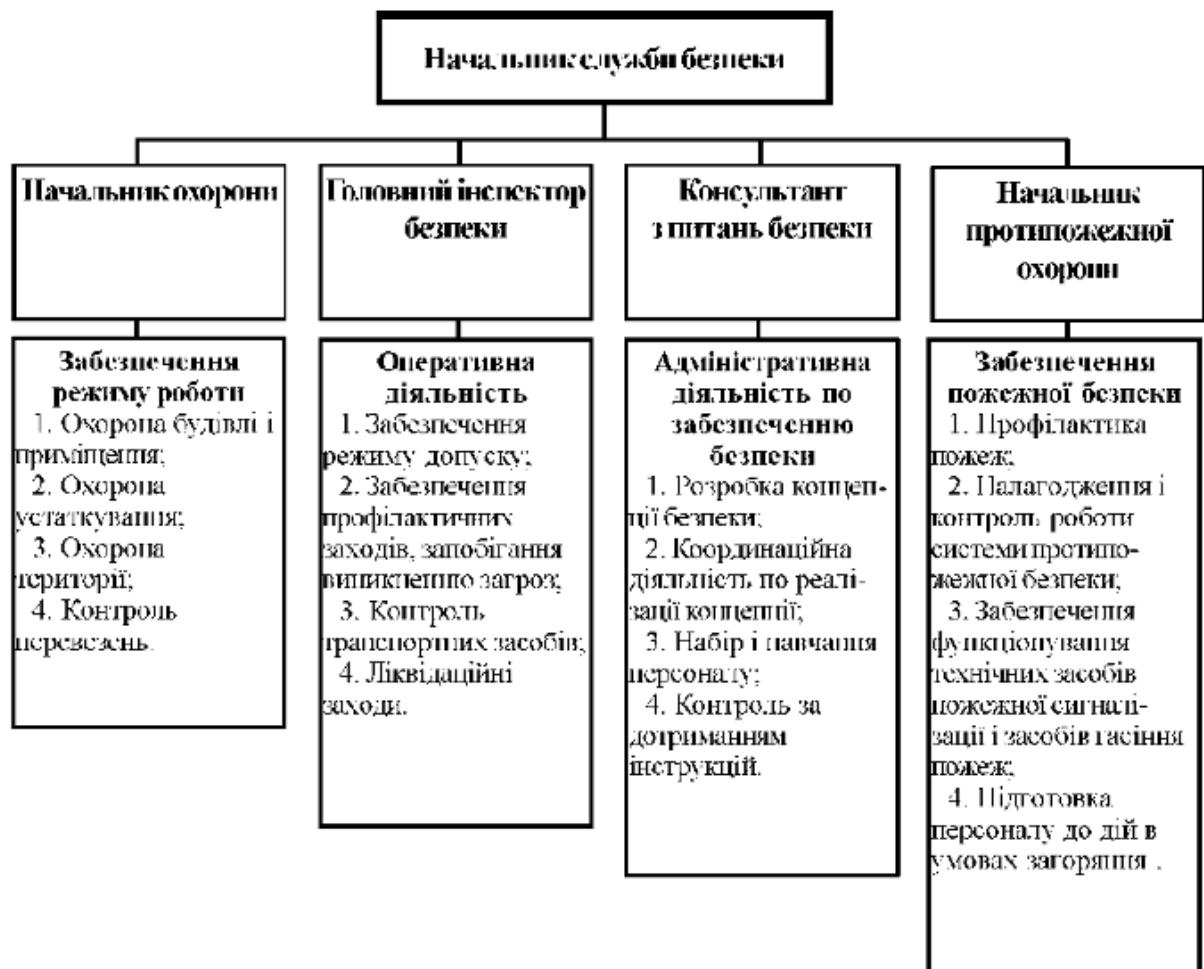 Начальник служби безпеки
Начальник охорони
Головний інспектор
безпеки
Консультант
з питань безпеки
Начальник
протипожежної
охорони
Забезпечення
режиму роботи
1. Охорона будівлі і
приміщення;
2. Охорона
устаткування;
3. Охорона
території;
4. Контроль
перевезень.
Оперативна
діяльність
1. Забезпечення
режиму допуску;
2. Забезпечення
профілактичних
заходів, запобігання
виникненню загроз;
3. Контроль
транспортних засобів;
4. Ліквідаційні
заходи.
Адміністративна
діяльність по
забезпеченню
безпеки
1. Розробка концеп-
ції безпеки;
2. Координаційна
діяльність по реалі-
зації концепції;
3. Набір і навчання
персоналу;
4. Контроль за
дотриманням
інструкцій.
Забезпечення
пожежної безпеки
1. Профілактика
пожеж;
2. Налагодження і
контроль роботи
системи протипо-
жежної безпеки;
3. Забезпечення
функціонування
технічних засобів
пожежної сигналі-
зації і засобів гасіння
пожеж;
4. Підготовка
персоналу до дій в
умовах загоряння .